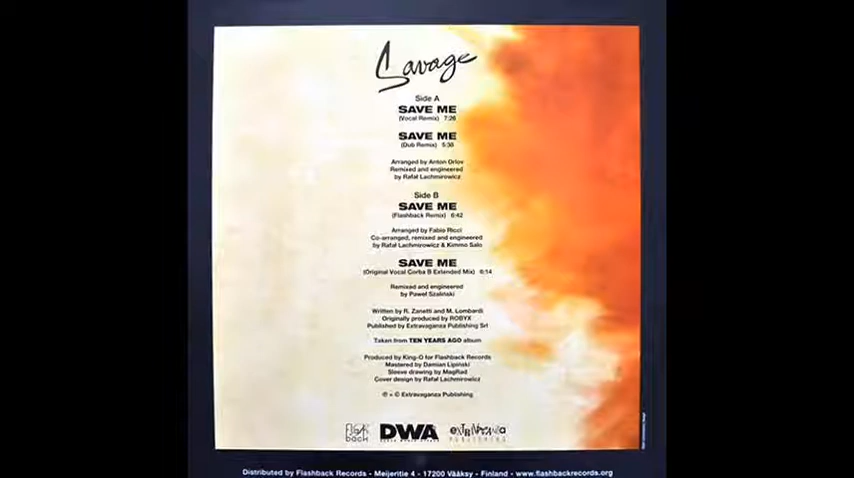 Savage
Side A
SAVE ME
(Vocal Remix) 7:26
SAVE ME
(Dub Remix) 5:38
Arranged by Anton Orlov
Remixed and engineered
by Rafał Lachmirowicz
Side B
SAVE ME
(Flashback Remix) 6:42
Arranged by Fabio Ricci
Co-arranged, remixed and engineered
by Rafał Lachmirowicz & Kimmo Salo
SAVE ME
(Original Vocal Gorba B Extended Mix) 6:14
Remixed and engineered
by Paweł Szaliński
Written by R. Zanetti and M. Lombardi
Originally produced by ROBYX
Published by Extravaganza Publishing Srl
Taken from TEN YEARS AGO album
Produced by King-O for Flashback Records
Mastered by Damian Lipiński
Sleeve drawing by MagRad
Cover design by Rafał Lachmirowicz
℗ + © Extravaganza Publishing
FLASH
back
DWA
extravaganza
PUBLISHING
Distributed by Flashback Records - Meijeritie 4 - 17200 Vääksy - Finland - www.flashbackrecords.org